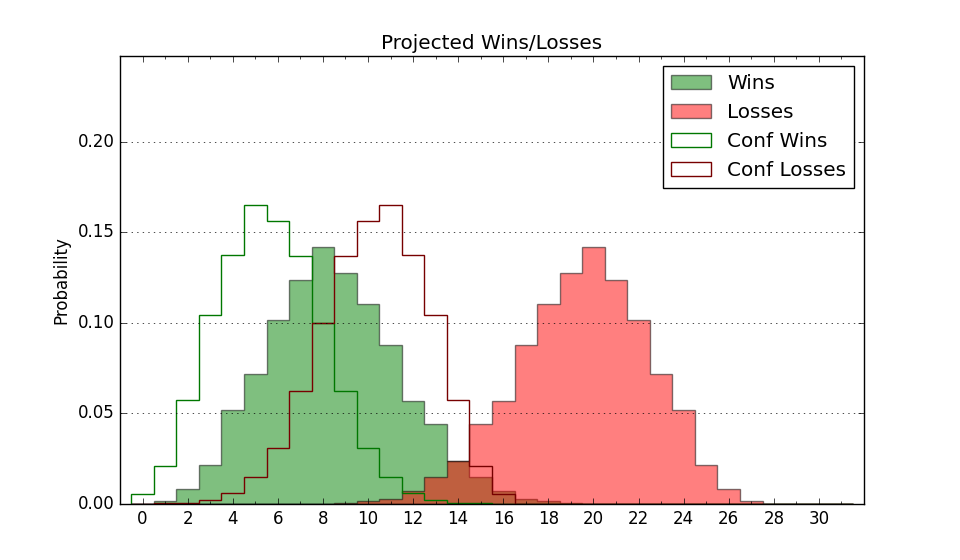 Projected Wins/Losses
Wins
Losses
Conf Wins
Conf Losses
Probability
0.20
0.15
0.10
0.05
0.00
0 2 4 6 8 10 12 14 16 18 20 22 24 26 28 30